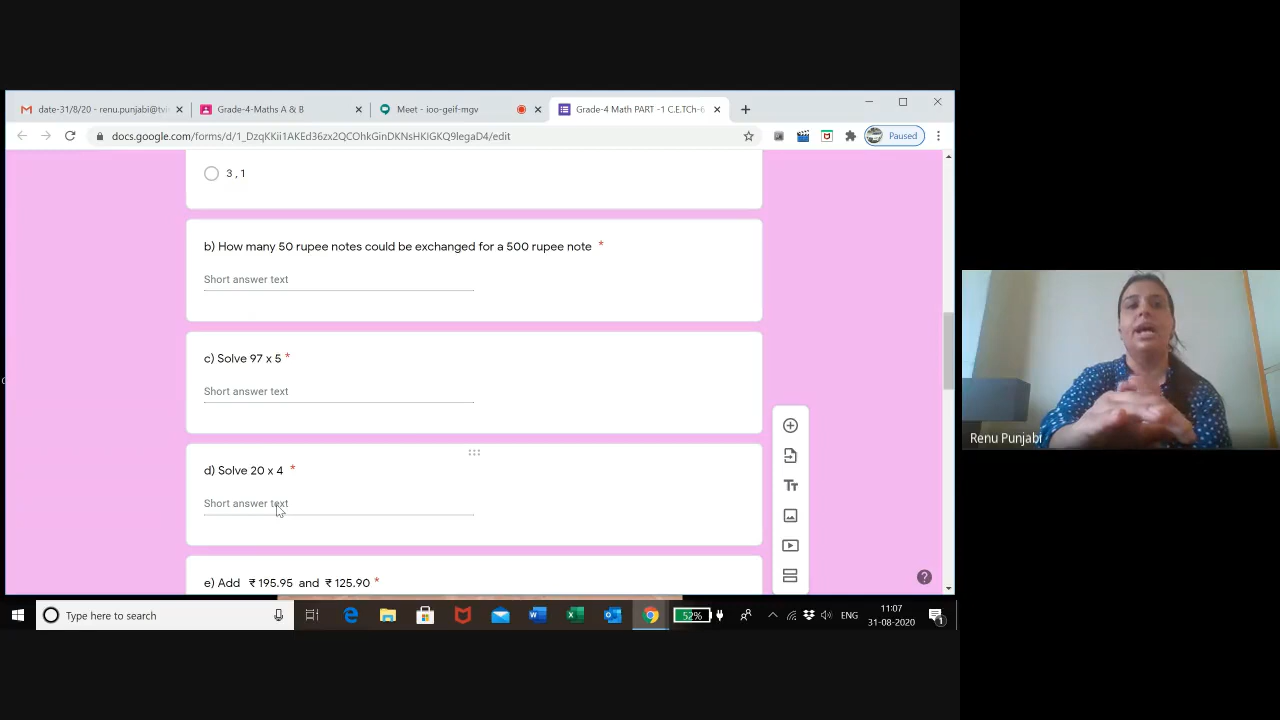 date-31/8/20 - renu.punjabi@tvi
Grade-4-Maths A & B
Meet - ioo-geif-mgv
Grade-4 Math PART -1 C.E.TCh-6
docs.google.com/forms/d/1_DzqKKii1AKEd36zx2QCOhkGinDKNsHKIGKQ9legaD4/edit
Paused
3 , 1
b) How many 50 rupee notes could be exchanged for a 500 rupee note *
Short answer text
c) Solve 97 x 5 *
Short answer text
d) Solve 20 x 4 *
Short answer text
e) Add ₹ 195.95 and ₹ 125.90 *
Renu Punjabi
Type here to search
52%
ENG
11:07
31-08-2020